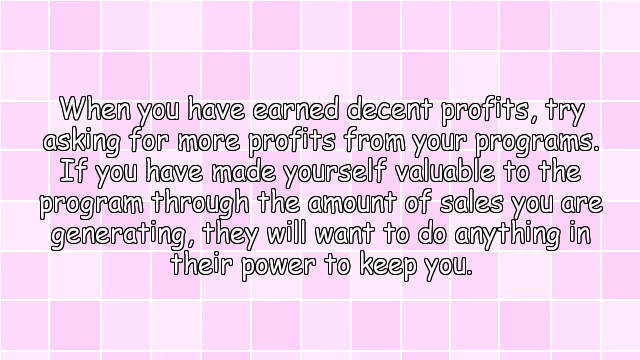 When you have earned decent profits, try
asking for more profits from your programs.
If you have made yourself valuable to the
program through the amount of sales you are
generating, they will want to do anything in
their power to keep you.